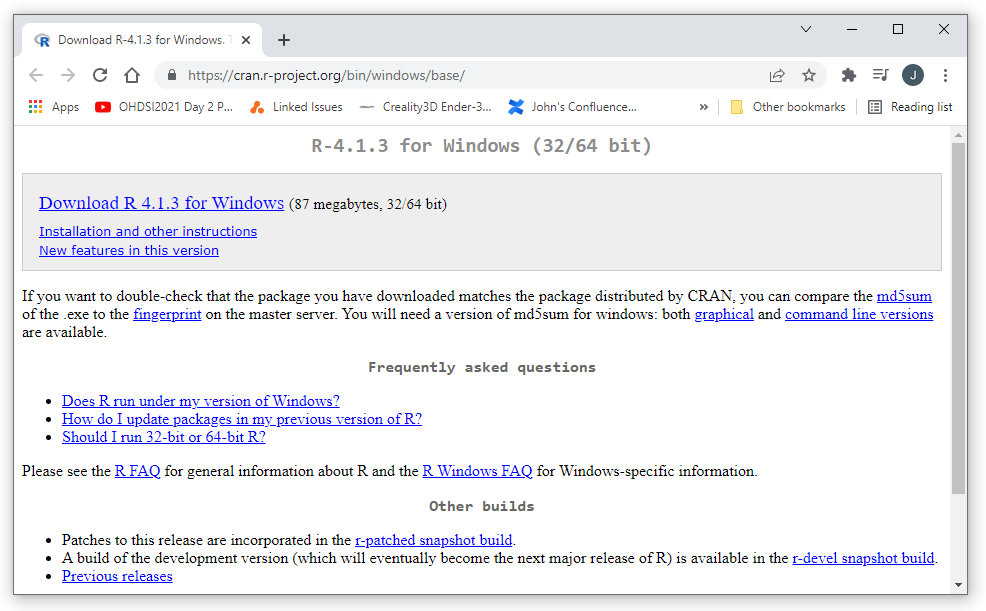 Download R-4.1.3 for Windows. T
https://cran.r-project.org/bin/windows/base/
J
Apps
OHDSI2021 Day 2 P...
Linked Issues
Creality3D Ender-3...
John's Confluence...
»
Other bookmarks
Reading list
R-4.1.3 for Windows (32/64 bit)
Download R 4.1.3 for Windows (87 megabytes, 32/64 bit)
Installation and other instructions
New features in this version
If you want to double-check that the package you have downloaded matches the package distributed by CRAN, you can compare the md5sum
of the .exe to the fingerprint on the master server. You will need a version of md5sum for windows: both graphical and command line versions
are available.
Frequently asked questions
• Does R run under my version of Windows?
• How do I update packages in my previous version of R?
• Should I run 32-bit or 64-bit R?
Please see the R FAQ for general information about R and the R Windows FAQ for Windows-specific information.
Other builds
• Patches to this release are incorporated in the r-patched snapshot build.
• A build of the development version (which will eventually become the next major release of R) is available in the r-devel snapshot build.
• Previous releases